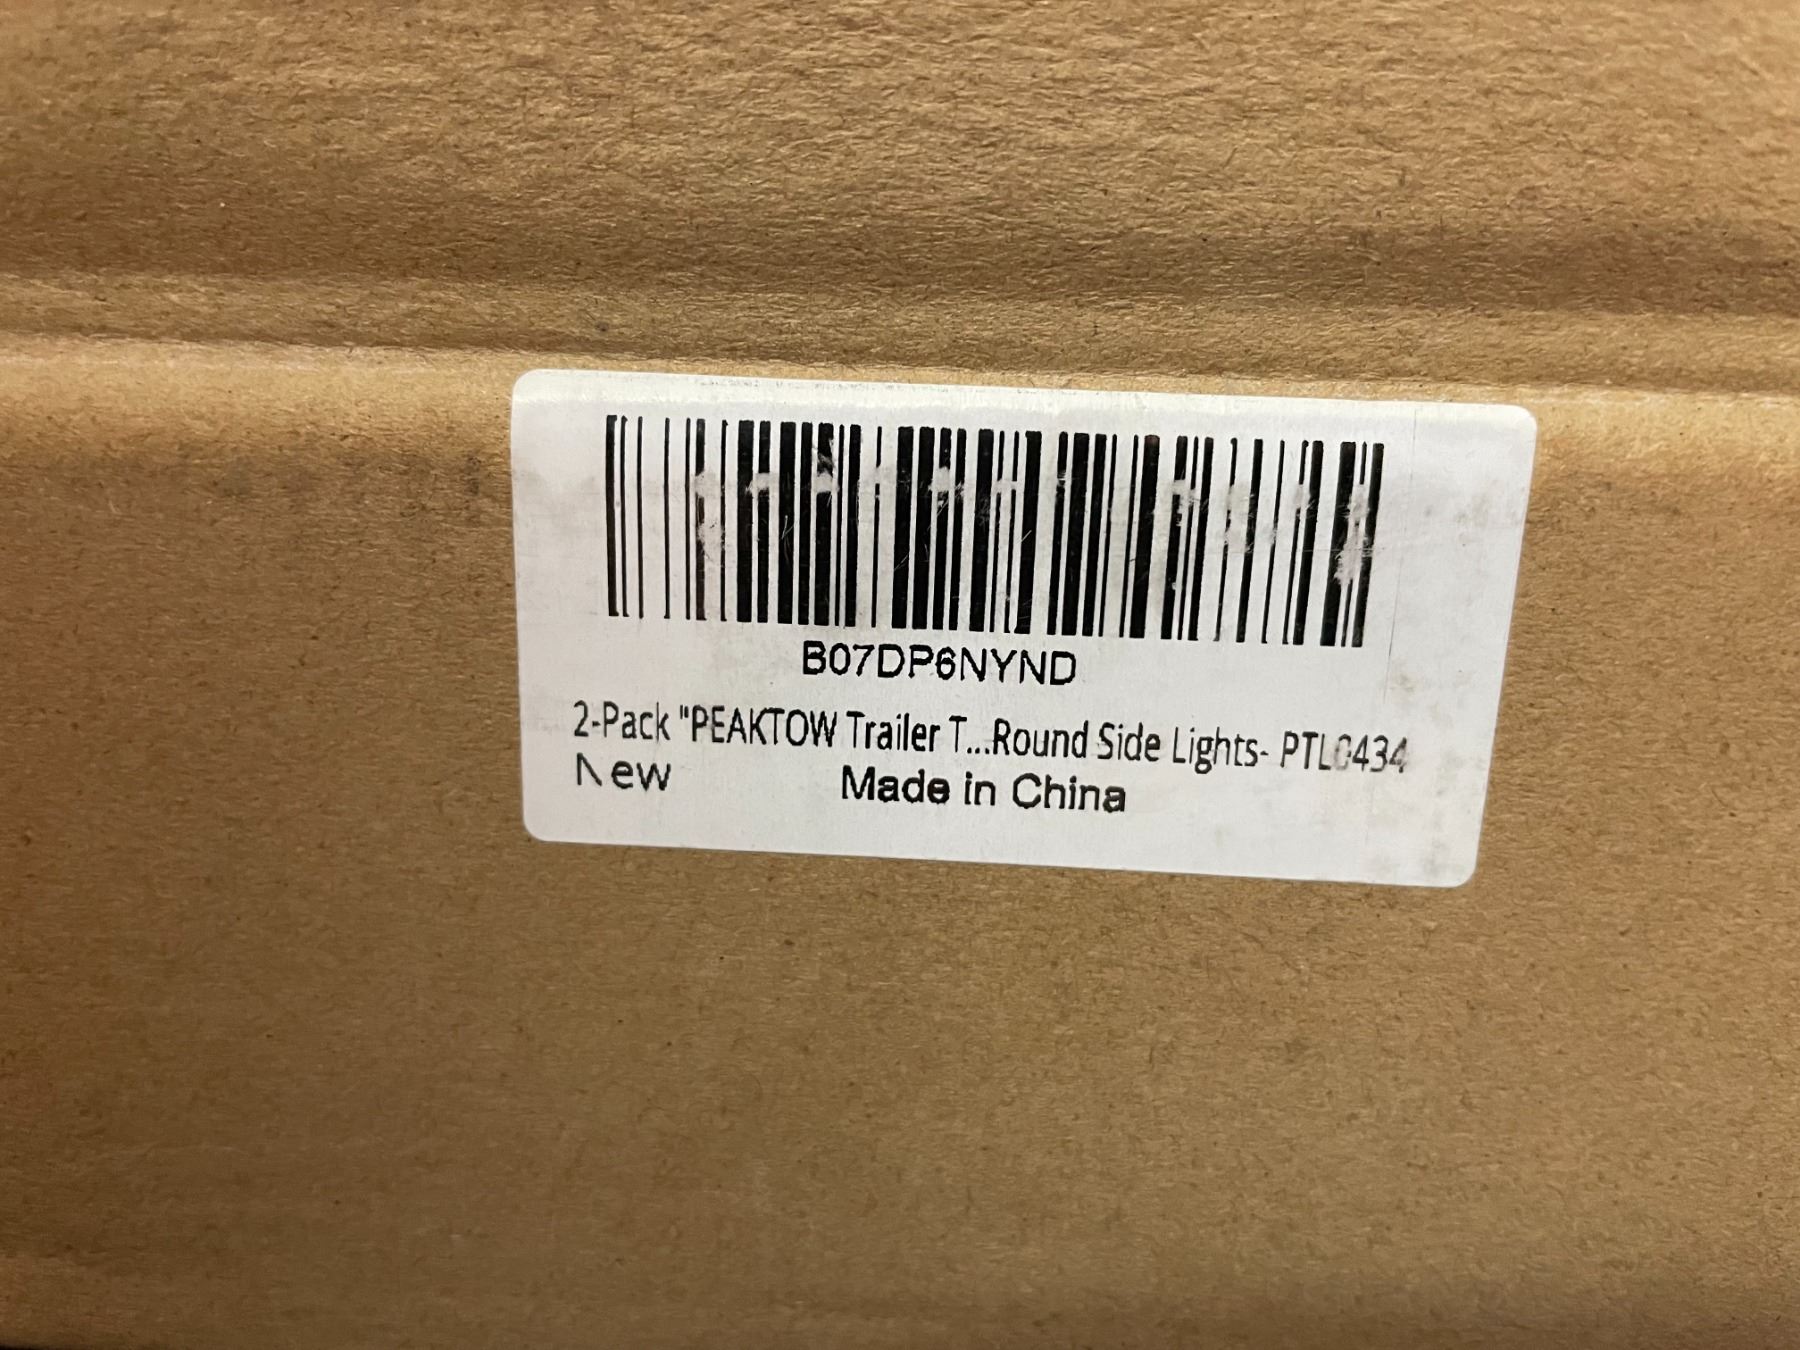 B07DP6NYND
2-Pack "PEAKTOW Trailer T...Round Side Lights- PTL0434
New
Made in China